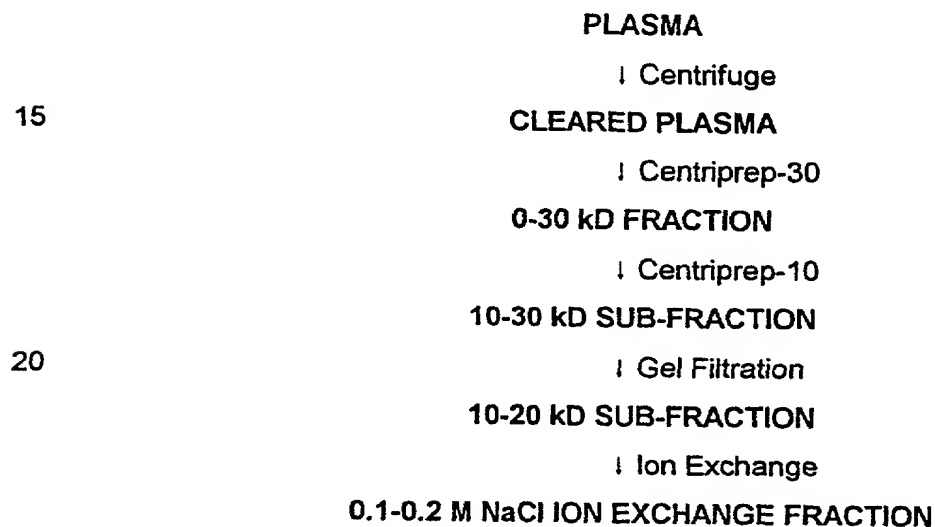 PLASMA
↓ Centrifuge
15 CLEARED PLASMA
↓ Centriprep-30
0-30 kD FRACTION
↓ Centriprep-10
10-30 kD SUB-FRACTION
20 ↓ Gel Filtration
10-20 kD SUB-FRACTION
↓ Ion Exchange
0.1-0.2 M NaCl ION EXCHANGE FRACTION